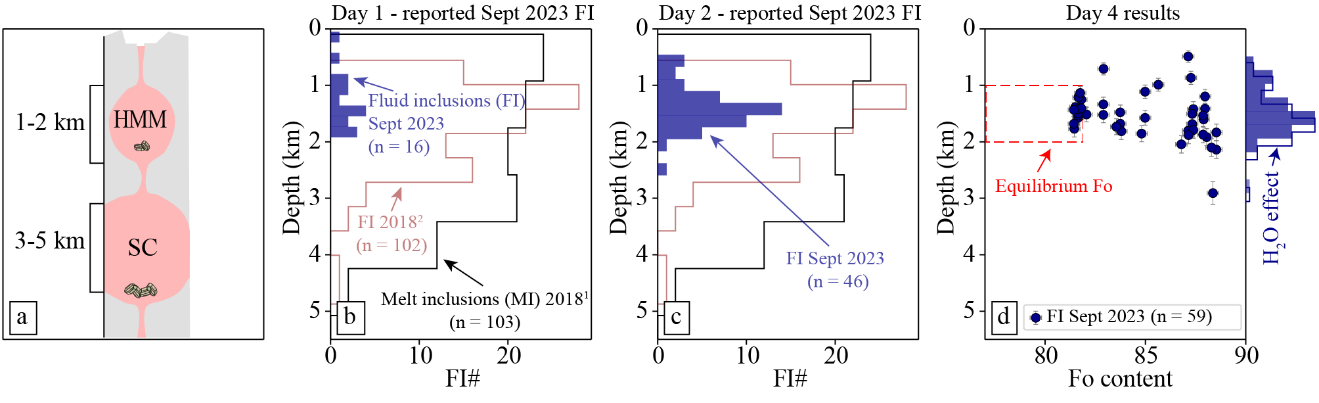 1-2 km
3-5 km
HMM
SC
a
Day 1 - reported Sept 2023 FI
0
1
2
3
4
5
Depth (km)
Fluid inclusions (FI)
Sept 2023
(n = 16)
FI 2018²
(n = 102)
Melt inclusions (MI) 2018¹
(n = 103)
b
0
10
20
FI#
Day 2 - reported Sept 2023 FI
0
1
2
3
4
5
Depth (km)
FI Sept 2023
(n = 46)
c
0
10
20
FI#
Day 4 results
0
1
2
3
4
5
Depth (km)
Equilibrium Fo
H₂O effect
d
FI Sept 2023 (n = 59)
80
85
90
Fo content